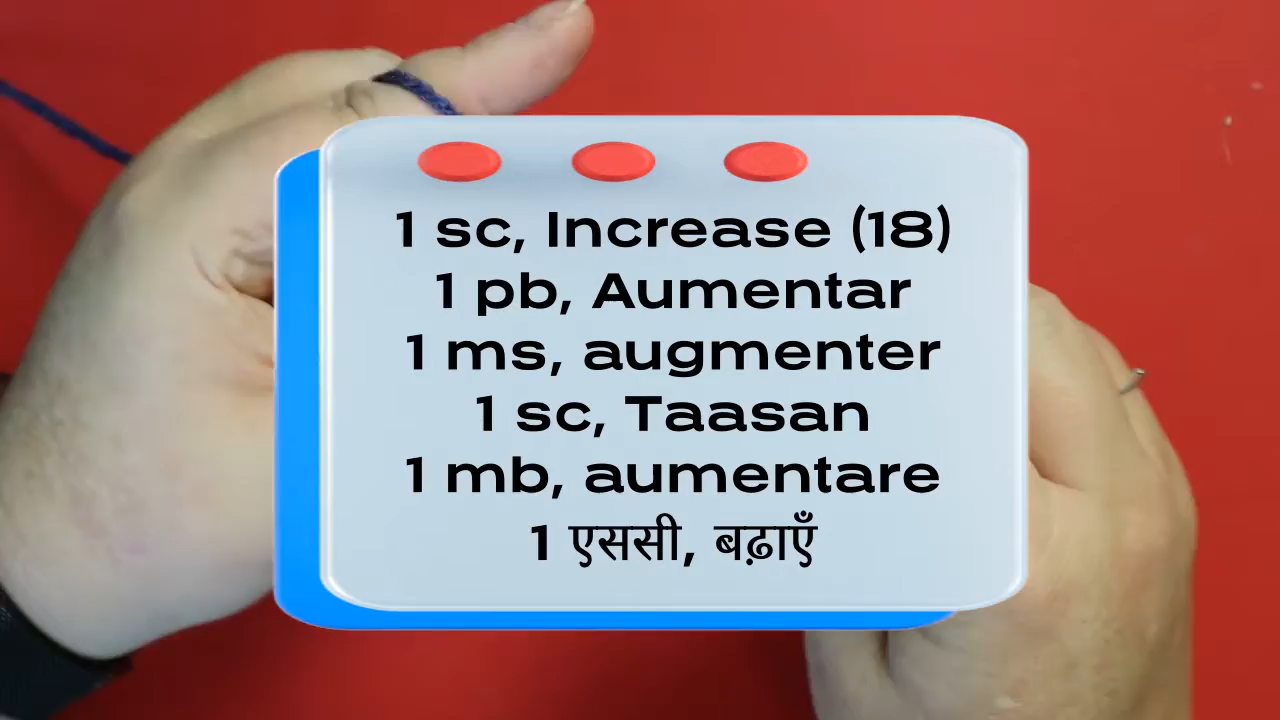 1 sc, Increase (18)
1 pb, Aumentar
1 ms, augmenter
1 sc, Taasan
1 mb, aumentare
1 एससी, बढ़ाएँ